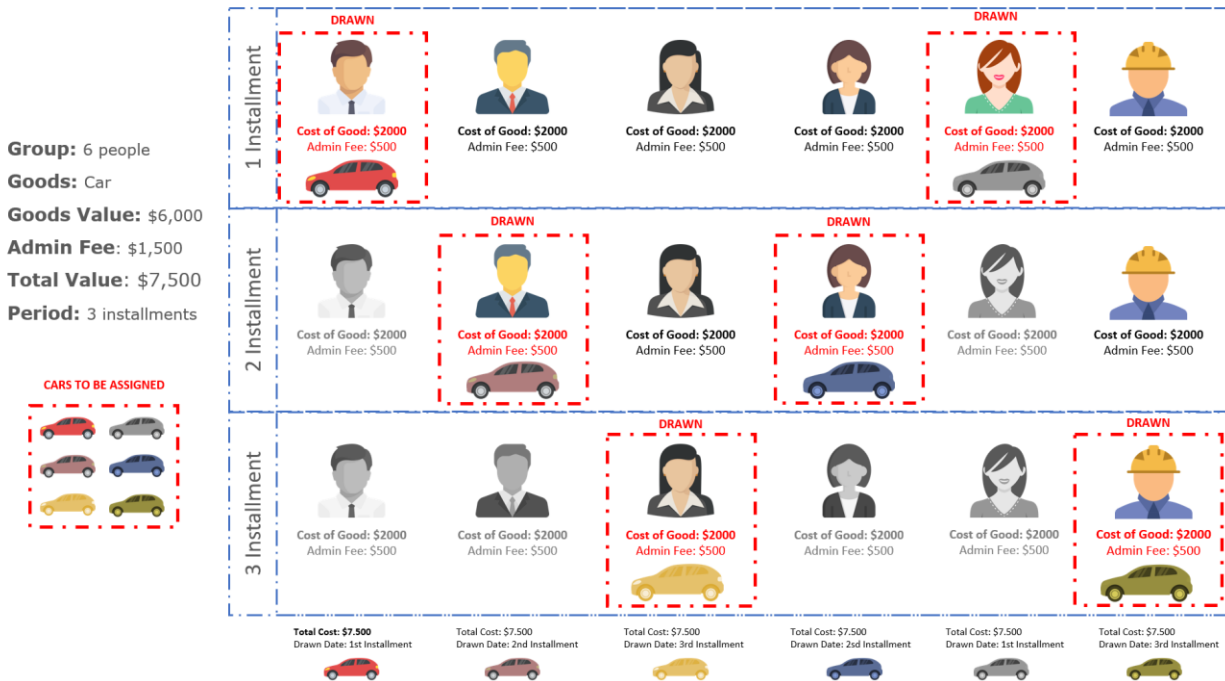 Group: 6 people
Goods: Car
Goods Value: $6,000
Admin Fee: $1,500
Total Value: $7,500
Period: 3 installments
CARS TO BE ASSIGNED
1 Installment
DRAWN
DRAWN
Cost of Good: $2000 Cost of Good: $2000 Cost of Good: $2000 Cost of Good: $2000 Cost of Good: $2000 Cost of Good: $2000
Admin Fee: $500 Admin Fee: $500 Admin Fee: $500 Admin Fee: $500 Admin Fee: $500 Admin Fee: $500
2 Installment
DRAWN
DRAWN
Cost of Good: $2000 Cost of Good: $2000 Cost of Good: $2000 Cost of Good: $2000 Cost of Good: $2000 Cost of Good: $2000
Admin Fee: $500 Admin Fee: $500 Admin Fee: $500 Admin Fee: $500 Admin Fee: $500 Admin Fee: $500
3 Installment
DRAWN
DRAWN
Cost of Good: $2000 Cost of Good: $2000 Cost of Good: $2000 Cost of Good: $2000 Cost of Good: $2000 Cost of Good: $2000
Admin Fee: $500 Admin Fee: $500 Admin Fee: $500 Admin Fee: $500 Admin Fee: $500 Admin Fee: $500
Total Cost: $7.500 Total Cost: $7.500 Total Cost: $7.500 Total Cost: $7.500 Total Cost: $7.500 Total Cost: $7.500
Drawn Date: 1st Installment Drawn Date: 2nd Installment Drawn Date: 3rd Installment Drawn Date: 2sd Installment Drawn Date: 1st Installment Drawn Date: 3rd Installment